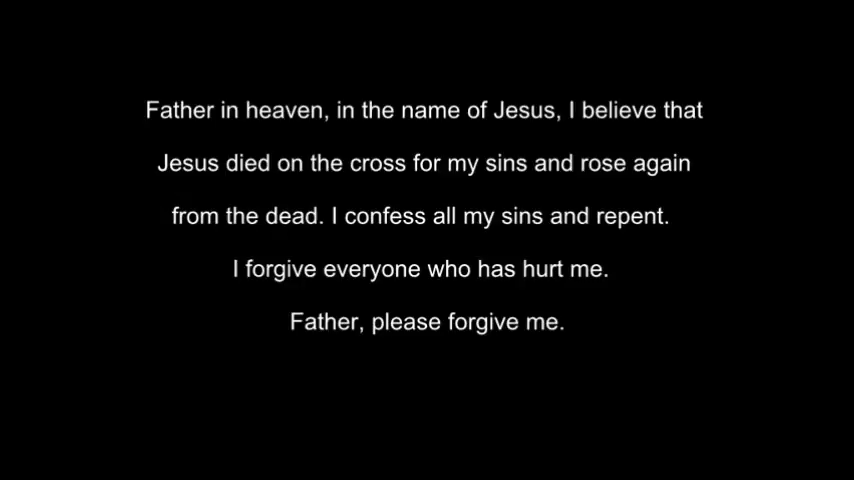 Father in heaven, in the name of Jesus, I believe that
Jesus died on the cross for my sins and rose again
from the dead. I confess all my sins and repent.
I forgive everyone who has hurt me.
Father, please forgive me.